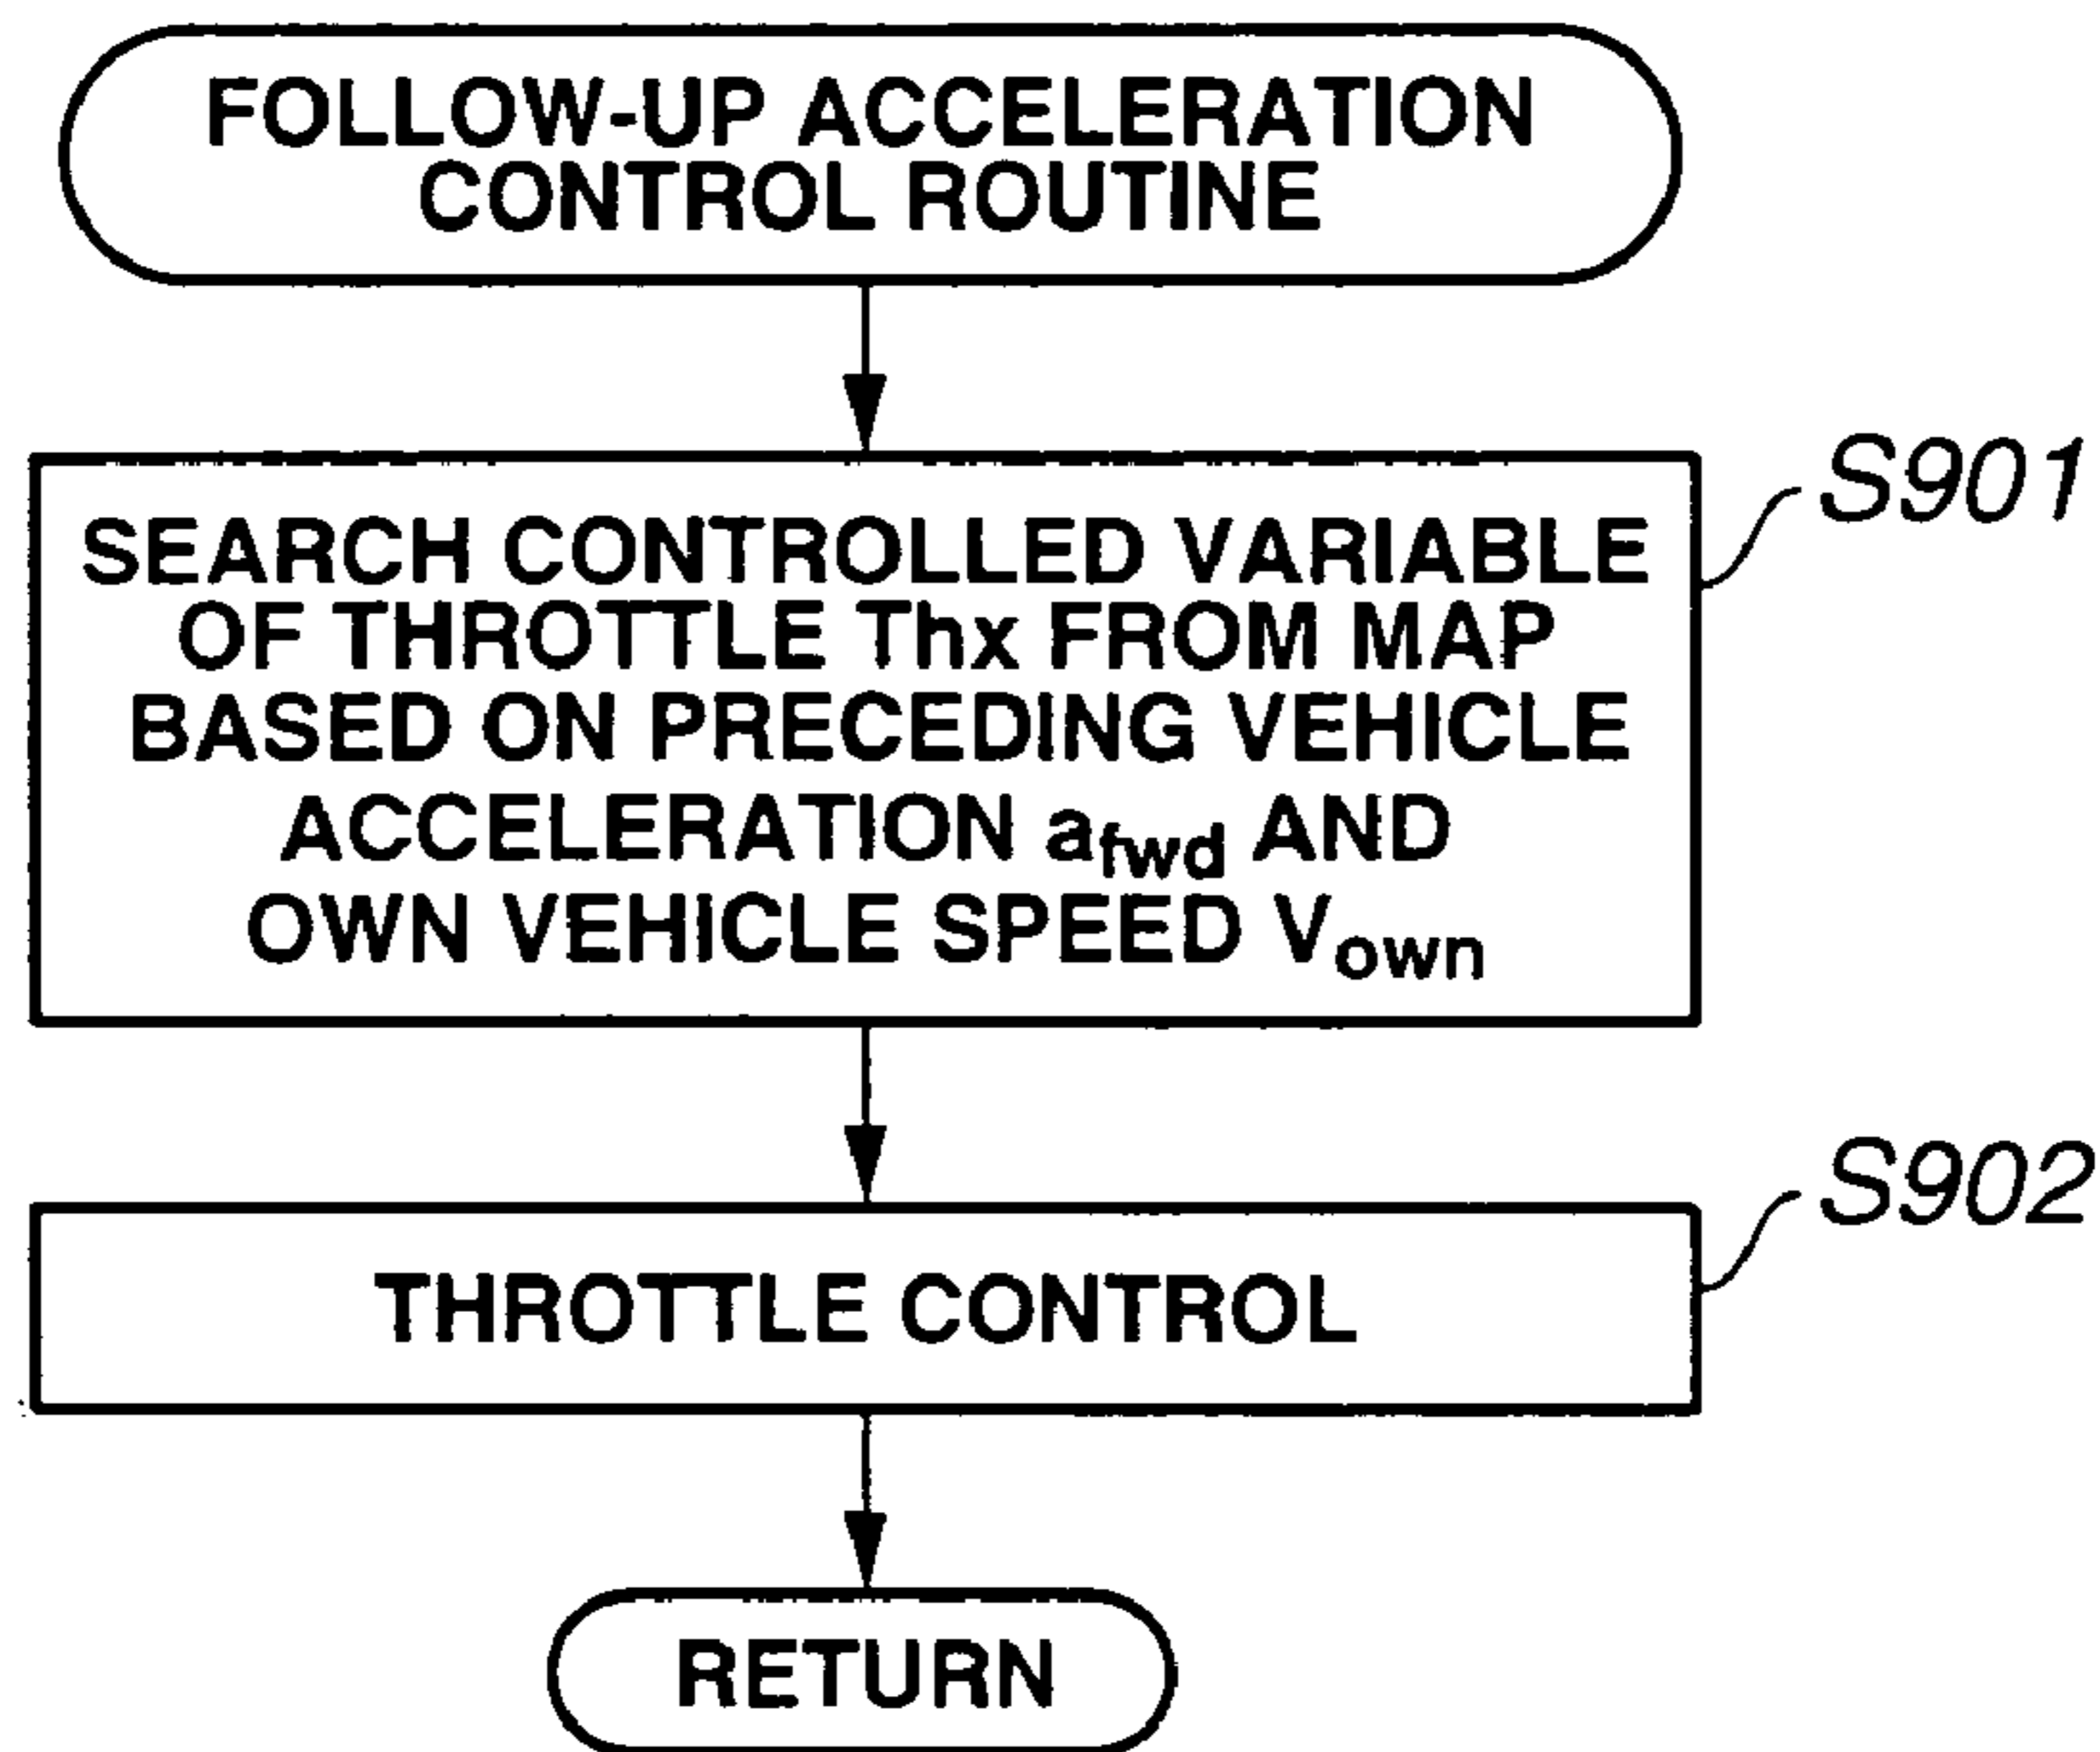 FOLLOW-UP ACCELERATION
CONTROL ROUTINE
S901
SEARCH CONTROLLED VARIABLE
OF THROTTLE Thx FROM MAP
BASED ON PRECEDING VEHICLE
ACCELERATION afwd AND
OWN VEHICLE SPEED Vown
S902
THROTTLE CONTROL
RETURN